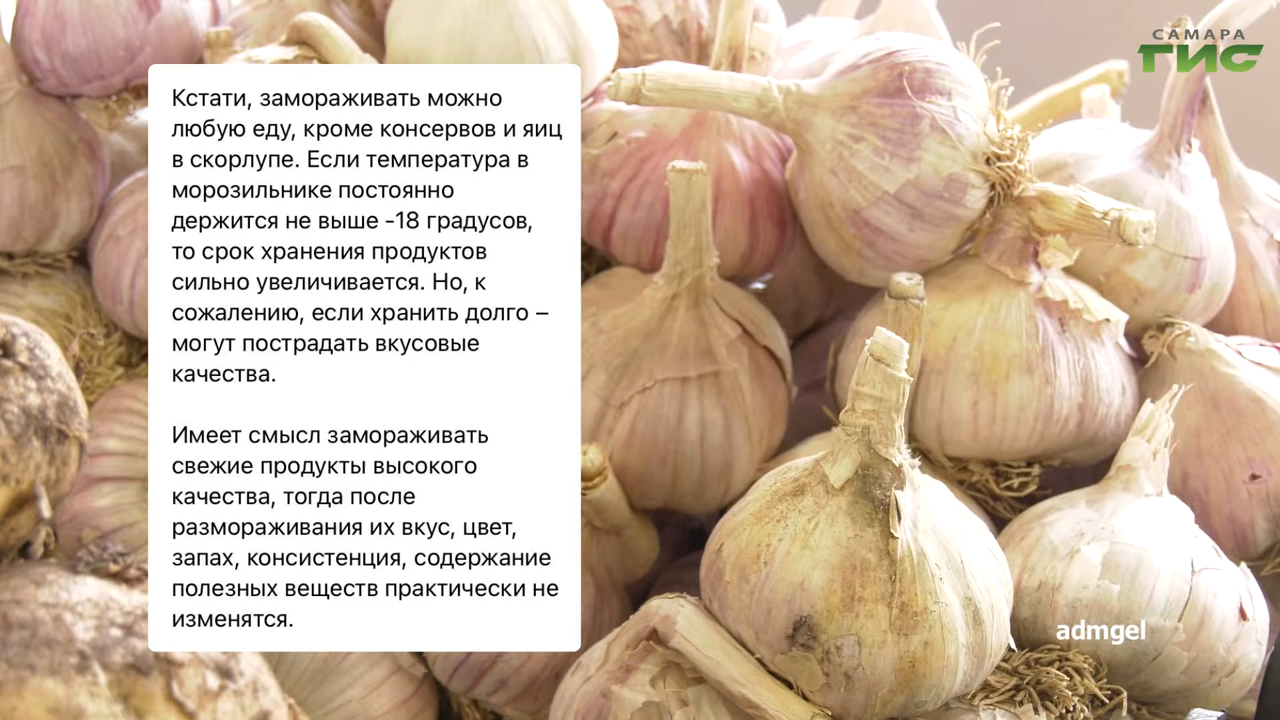 САМАРА
ГИС
Кстати, замораживать можно
любую еду, кроме консервов и яиц
в скорлупе. Если температура в
морозильнике постоянно
держится не выше -18 градусов,
то срок хранения продуктов
сильно увеличивается. Но, к
сожалению, если хранить долго –
могут пострадать вкусовые
качества.
Имеет смысл замораживать
свежие продукты высокого
качества, тогда после
размораживания их вкус, цвет,
запах, консистенция, содержание
полезных веществ практически не
изменятся.
admgel